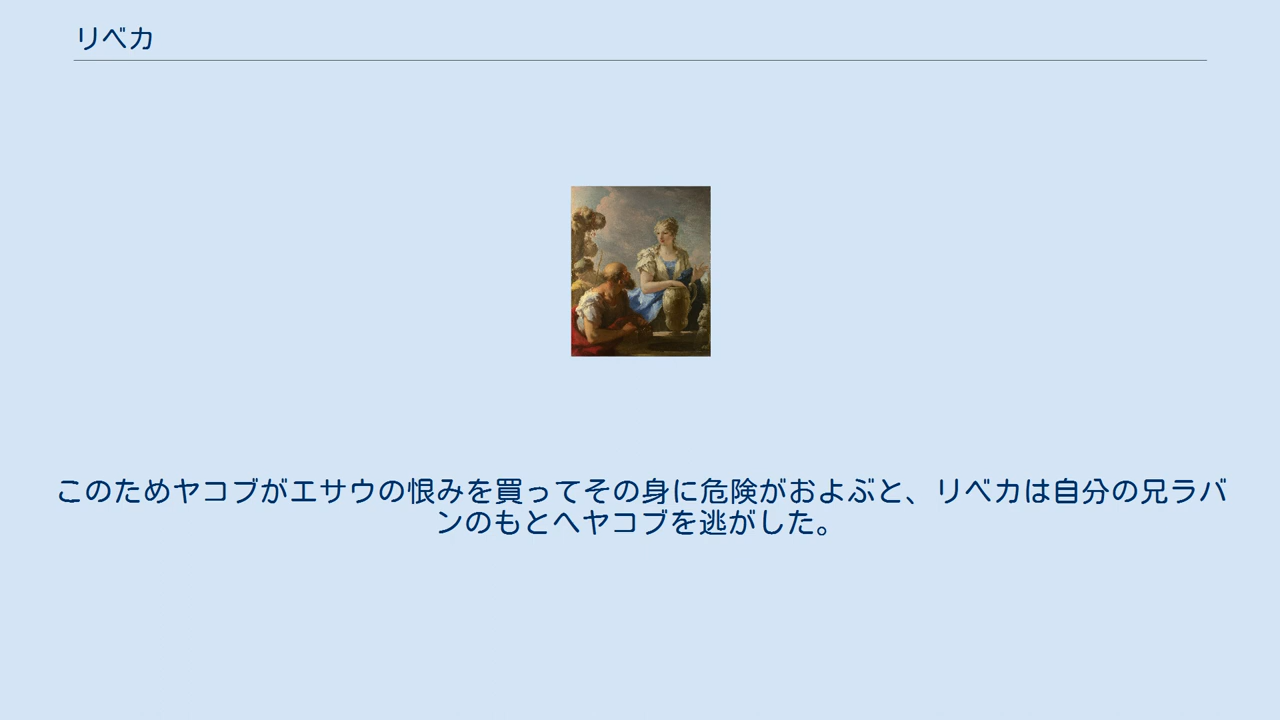 リベカ
このためヤコブがエサウの恨みを買ってその身に危険がおよぶと、リベカは自分の兄ラバ
ンのもとへヤコブを逃がした。